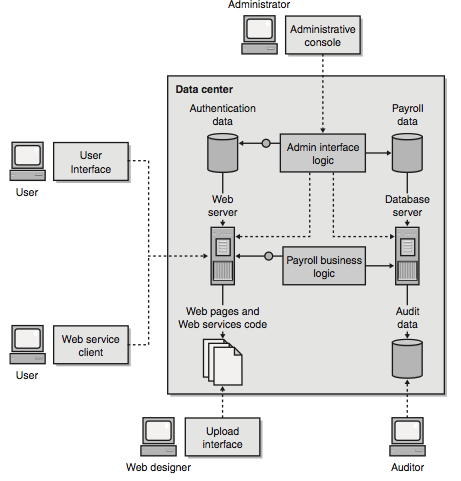 Administrator
Administrative
console
Data center
Authentication
data
Payroll
data
Admin interface
logic
User
Interface
User
Web
server
Database
server
Payroll business
logic
Web pages and
Web services code
Audit
data
Web service
client
User
Upload
interface
Web designer
Auditor